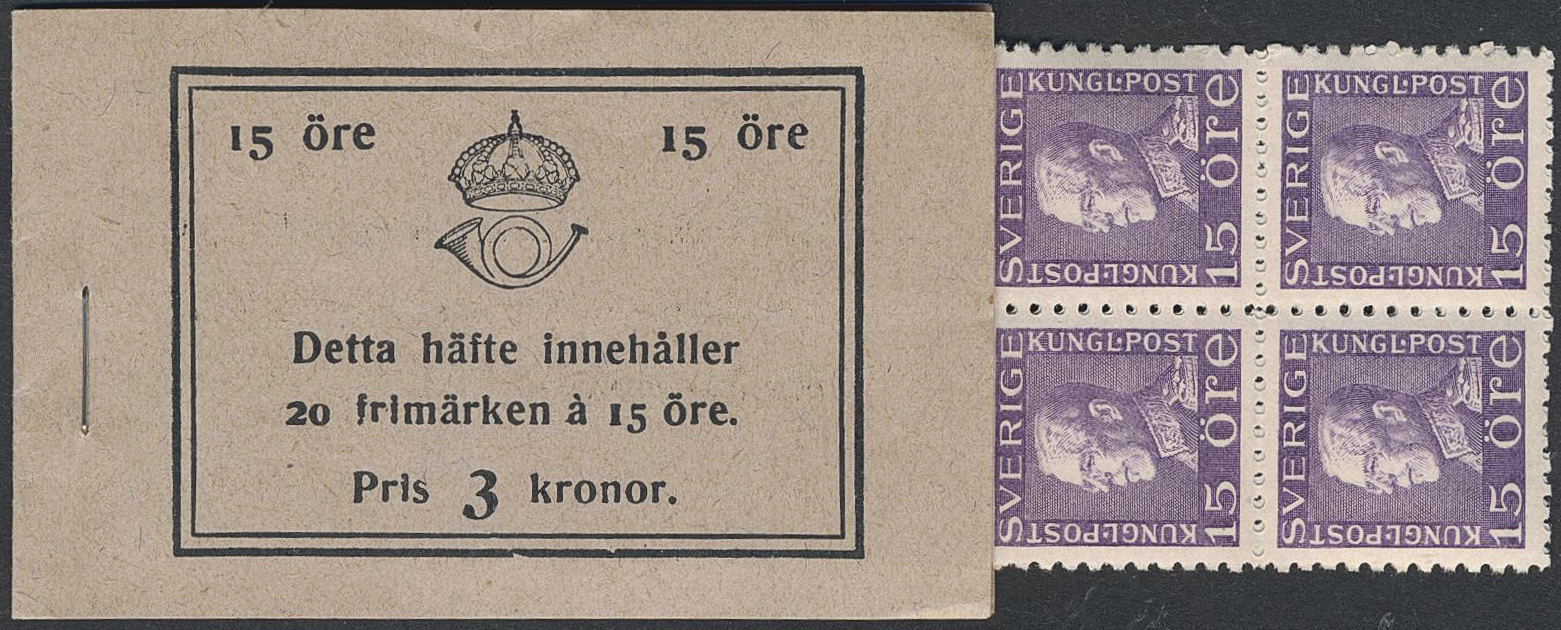 15 öre
15 öre
Detta häfte innehåller
20 frimärken à 15 öre.
Pris 3 kronor.
KUNGL·POST
SVERIGE
15 öre
KUNGL·POST
KUNGL·POST
SVERIGE
15 öre
KUNGL·POST
KUNGL·POST
SVERIGE
15 öre
KUNGL·POST
KUNGL·POST
SVERIGE
15 öre
KUNGL·POST